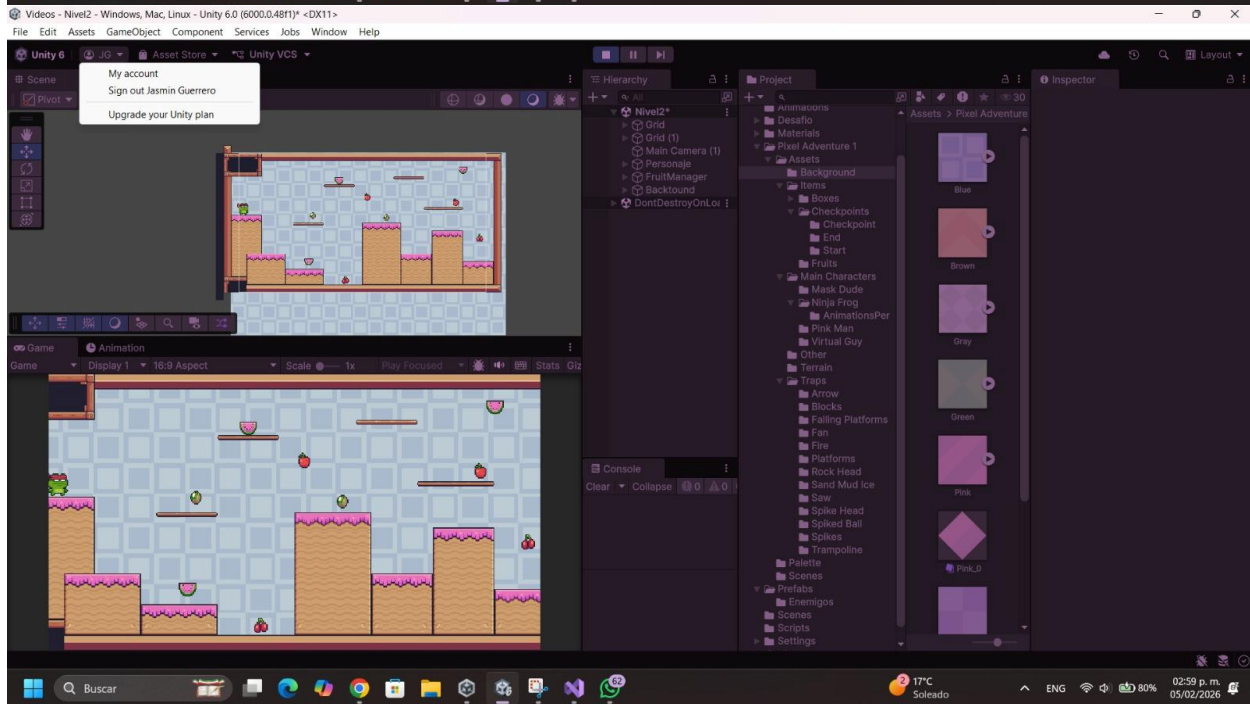 Videos - Nivel2 - Windows, Mac, Linux - Unity 6.0 (6000.0.48f1)* <DX11>
File Edit Assets GameObject Component Services Jobs Window Help
Unity 6 JG Asset Store Unity VCS Layout
My account
Sign out Jasmin Guerrero
Upgrade your Unity plan
Scene
Pivot
Hierarchy
All
Nivel2*
Grid
Grid (1)
Main Camera (1)
Personaje
FruitManager
Backtound
DontDestroyOnLoa
Project
30
Animations
Desafio
Materials
Pixel Adventure 1
Assets
Background
Items
Boxes
Checkpoints
Checkpoint
End
Start
Fruits
Main Characters
Mask Dude
Ninja Frog
AnimationsPer
Pink Man
Virtual Guy
Other
Terrain
Traps
Arrow
Blocks
Falling Platforms
Fan
Fire
Platforms
Rock Head
Sand Mud Ice
Saw
Spike Head
Spiked Ball
Spikes
Trampoline
Palette
Scenes
Prefabs
Enemigos
Scenes
Scripts
Settings
Assets > Pixel Adventure
Blue
Brown
Gray
Green
Pink
Pink_0
Inspector
Game Animation
Game Display 1 16:9 Aspect Scale 1x Play Focused Stats Giz
Console
Clear Collapse 0 0
Buscar
62
2
17°C
Soleado
ENG
80%
02:59 p. m.
05/02/2026